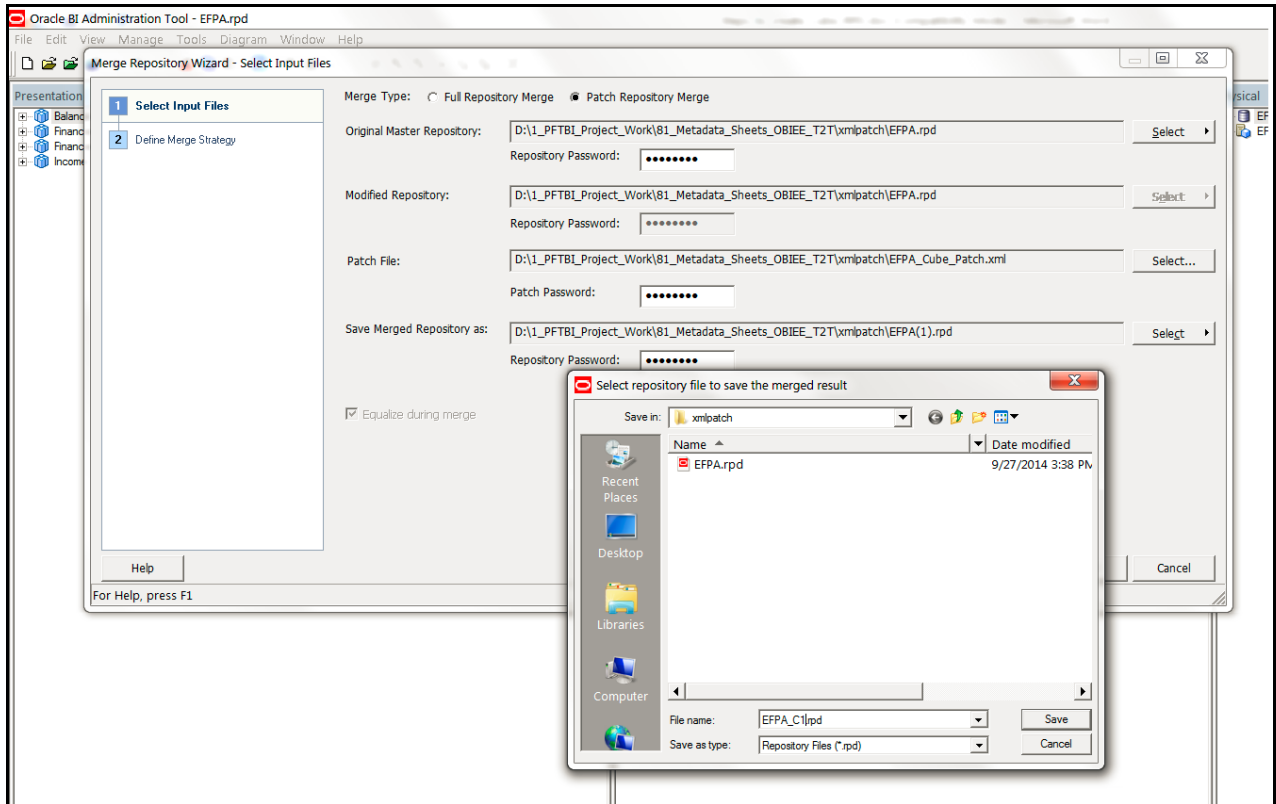 Oracle BI Administration Tool - EFPA.rpd
File Edit View Manage Tools Diagram Window Help
Merge Repository Wizard - Select Input Files
Presentation
Balanc
Financ
Financ
Income
ysical
EF
EF
1 Select Input Files
2 Define Merge Strategy
Merge Type: Full Repository Merge Patch Repository Merge
Original Master Repository: D:\1_PFTBI_Project_Work\81_Metadata_Sheets_OBIEE_T2T\xmlpatch\EFPA.rpd Select
Repository Password: ●●●●●●●●
Modified Repository: D:\1_PFTBI_Project_Work\81_Metadata_Sheets_OBIEE_T2T\xmlpatch\EFPA.rpd Select
Repository Password: ●●●●●●●●
Patch File: D:\1_PFTBI_Project_Work\81_Metadata_Sheets_OBIEE_T2T\xmlpatch\EFPA_Cube_Patch.xml Select...
Patch Password: ●●●●●●●●
Save Merged Repository as: D:\1_PFTBI_Project_Work\81_Metadata_Sheets_OBIEE_T2T\xmlpatch\EFPA(1).rpd Select
Repository Password: ●●●●●●●●
Equalize during merge
Help
Cancel
For Help, press F1
Select repository file to save the merged result
Save in: xmlpatch
Name Date modified
EFPA.rpd 9/27/2014 3:38 PM
Recent
Places
Desktop
Libraries
Computer
File name: EFPA_C1.rpd Save
Save as type: Repository Files (*.rpd) Cancel